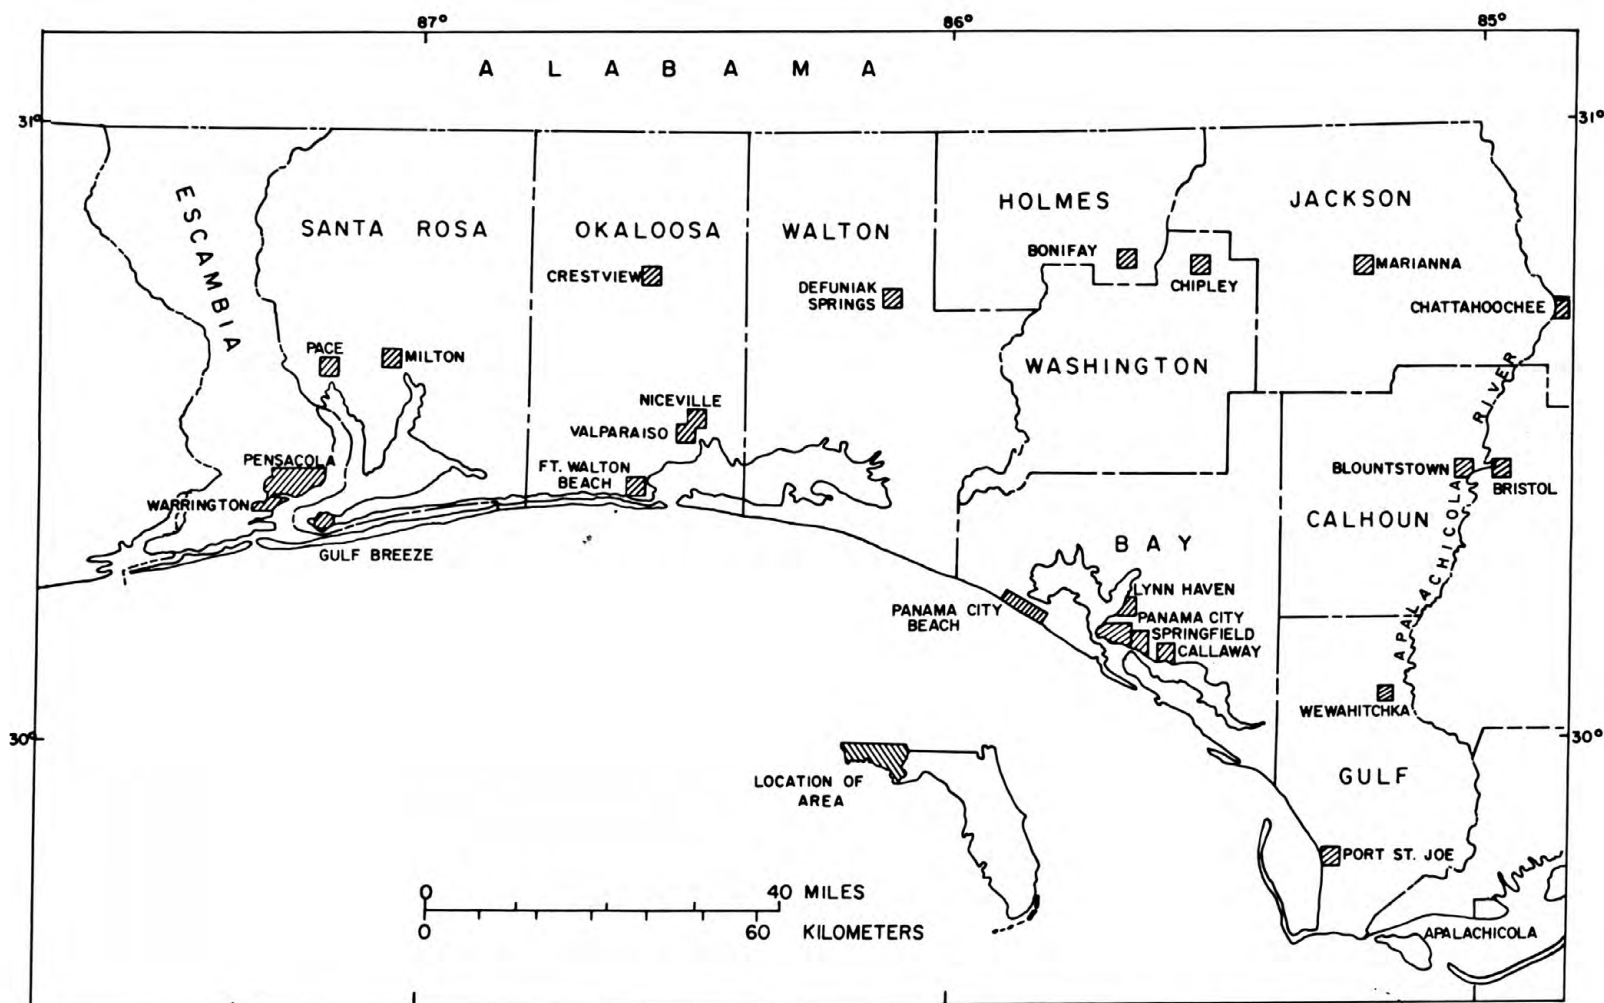 87°
86°
85°
A L A B A M A
31°
31°
ESCAMBIA
SANTA ROSA
OKALOOSA
WALTON
HOLMES
JACKSON
BONIFAY
CHIPLEY
MARIANNA
CRESTVIEW
DEFUNIAK
SPRINGS
CHATTAHOOCHEE
PACE
MILTON
WASHINGTON
NICEVILLE
VALPARAISO
PENSACOLA
FT. WALTON
BEACH
WARRINGTON
GULF BREEZE
BLOUNTSTOWN
BRISTOL
CALHOUN
APALACHICOLA RIVER
BAY
LYNN HAVEN
PANAMA CITY
BEACH
PANAMA CITY
SPRINGFIELD
CALLAWAY
WEWAHITCHKA
30°
30°
GULF
LOCATION OF
AREA
PORT ST. JOE
0
40 MILES
0
60 KILOMETERS
APALACHICOLA